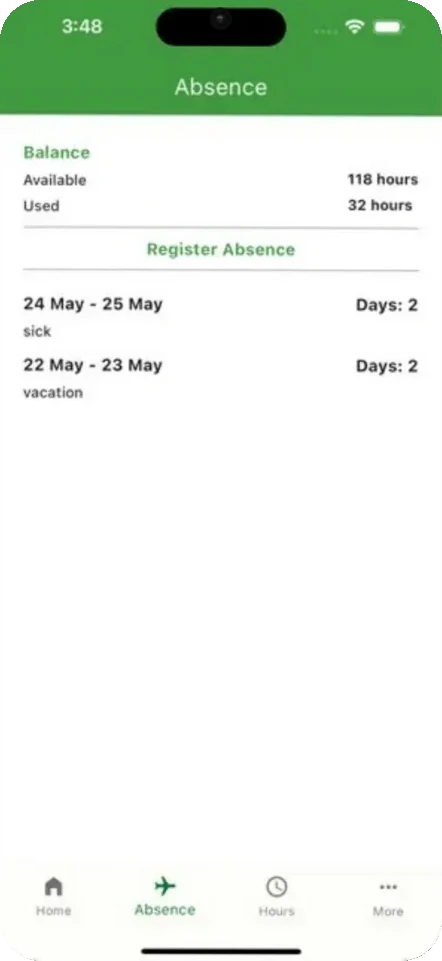 3:48
Absence
Balance
Available 118 hours
Used 32 hours
Register Absence
24 May - 25 May Days: 2
sick
22 May - 23 May Days: 2
vacation
Home Absence Hours More